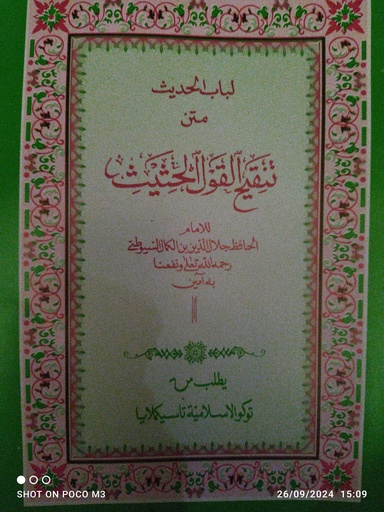 لباب الحديث
متن
تنقيح القول الحثيث
للامام
الحافظ جلال الدين بن الكمال السيوطي
رحمه الله تعالى ونفعنا
به آمين
يطلب من
توكو الاسلامية تاسيكملايا
SHOT ON POCO M3
26/09/2024 15:09